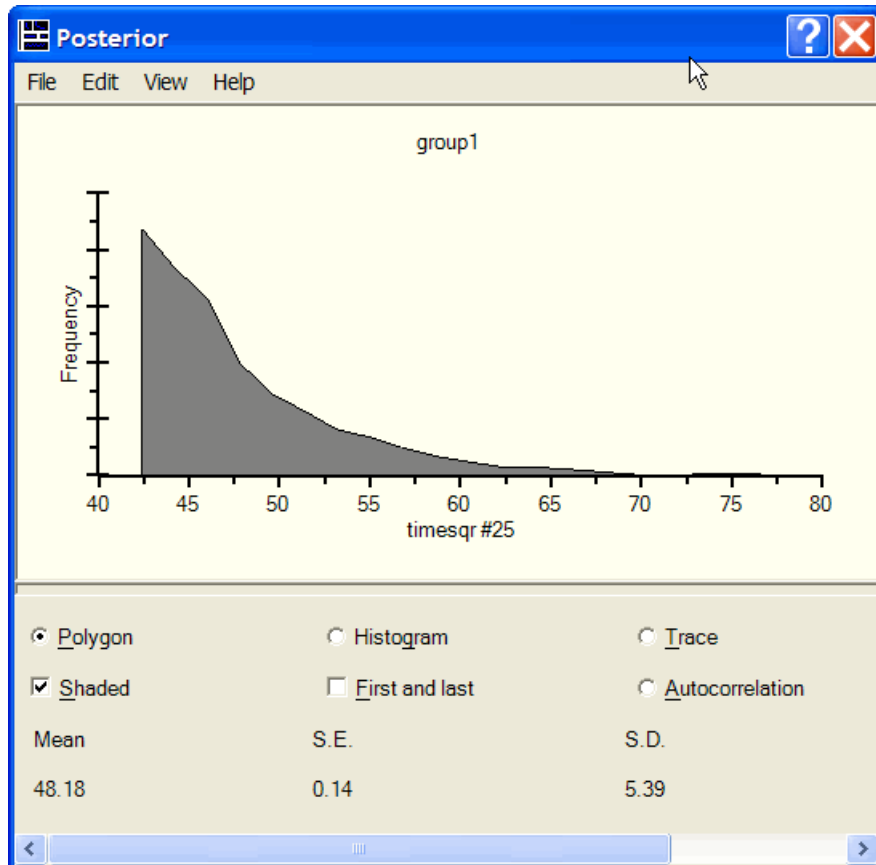 Posterior
File Edit View Help
group1
Frequency
40 45 50 55 60 65 70 75 80
timesqr #25
Polygon Histogram Trace
Shaded First and last Autocorrelation
Mean S.E. S.D.
48.18 0.14 5.39